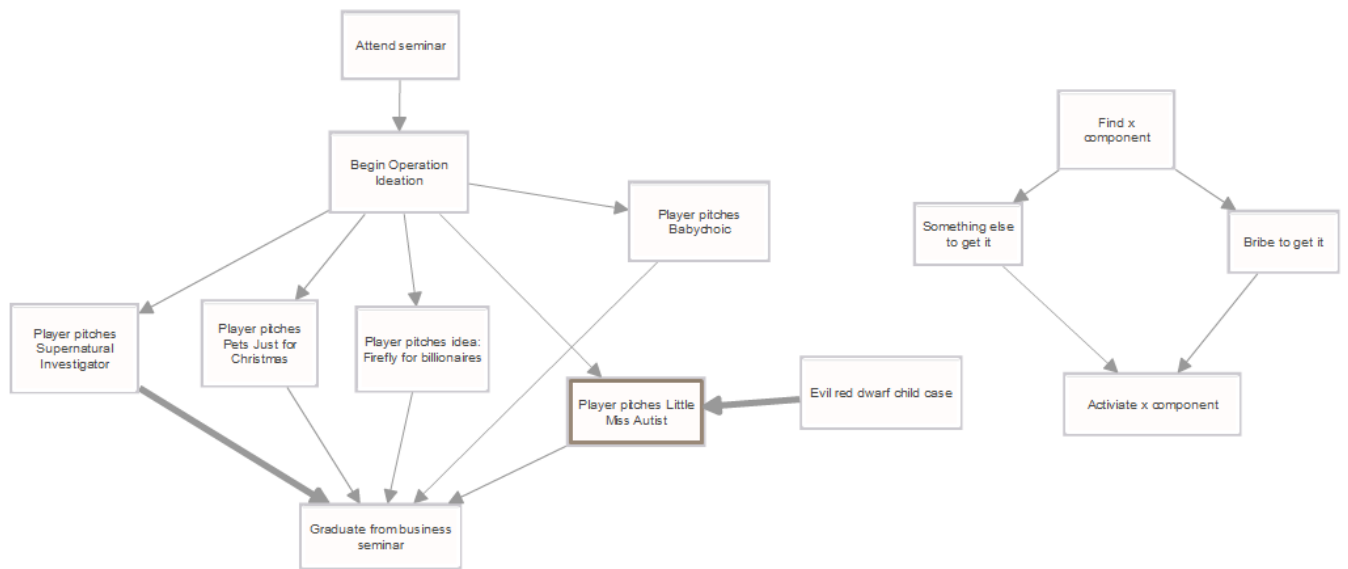 Attend seminar
Begin Operation
Ideation
Player pitches
Babychoic
Player pitches
Supernatural
Investigator
Player pitches
Pets Just for
Christmas
Player pitches idea:
Firefly for billionaires
Player pitches Little
Miss Autist
Evil red dwarf child case
Graduate from business
seminar
Find x
component
Something else
to get it
Bribe to get it
Activiate x component